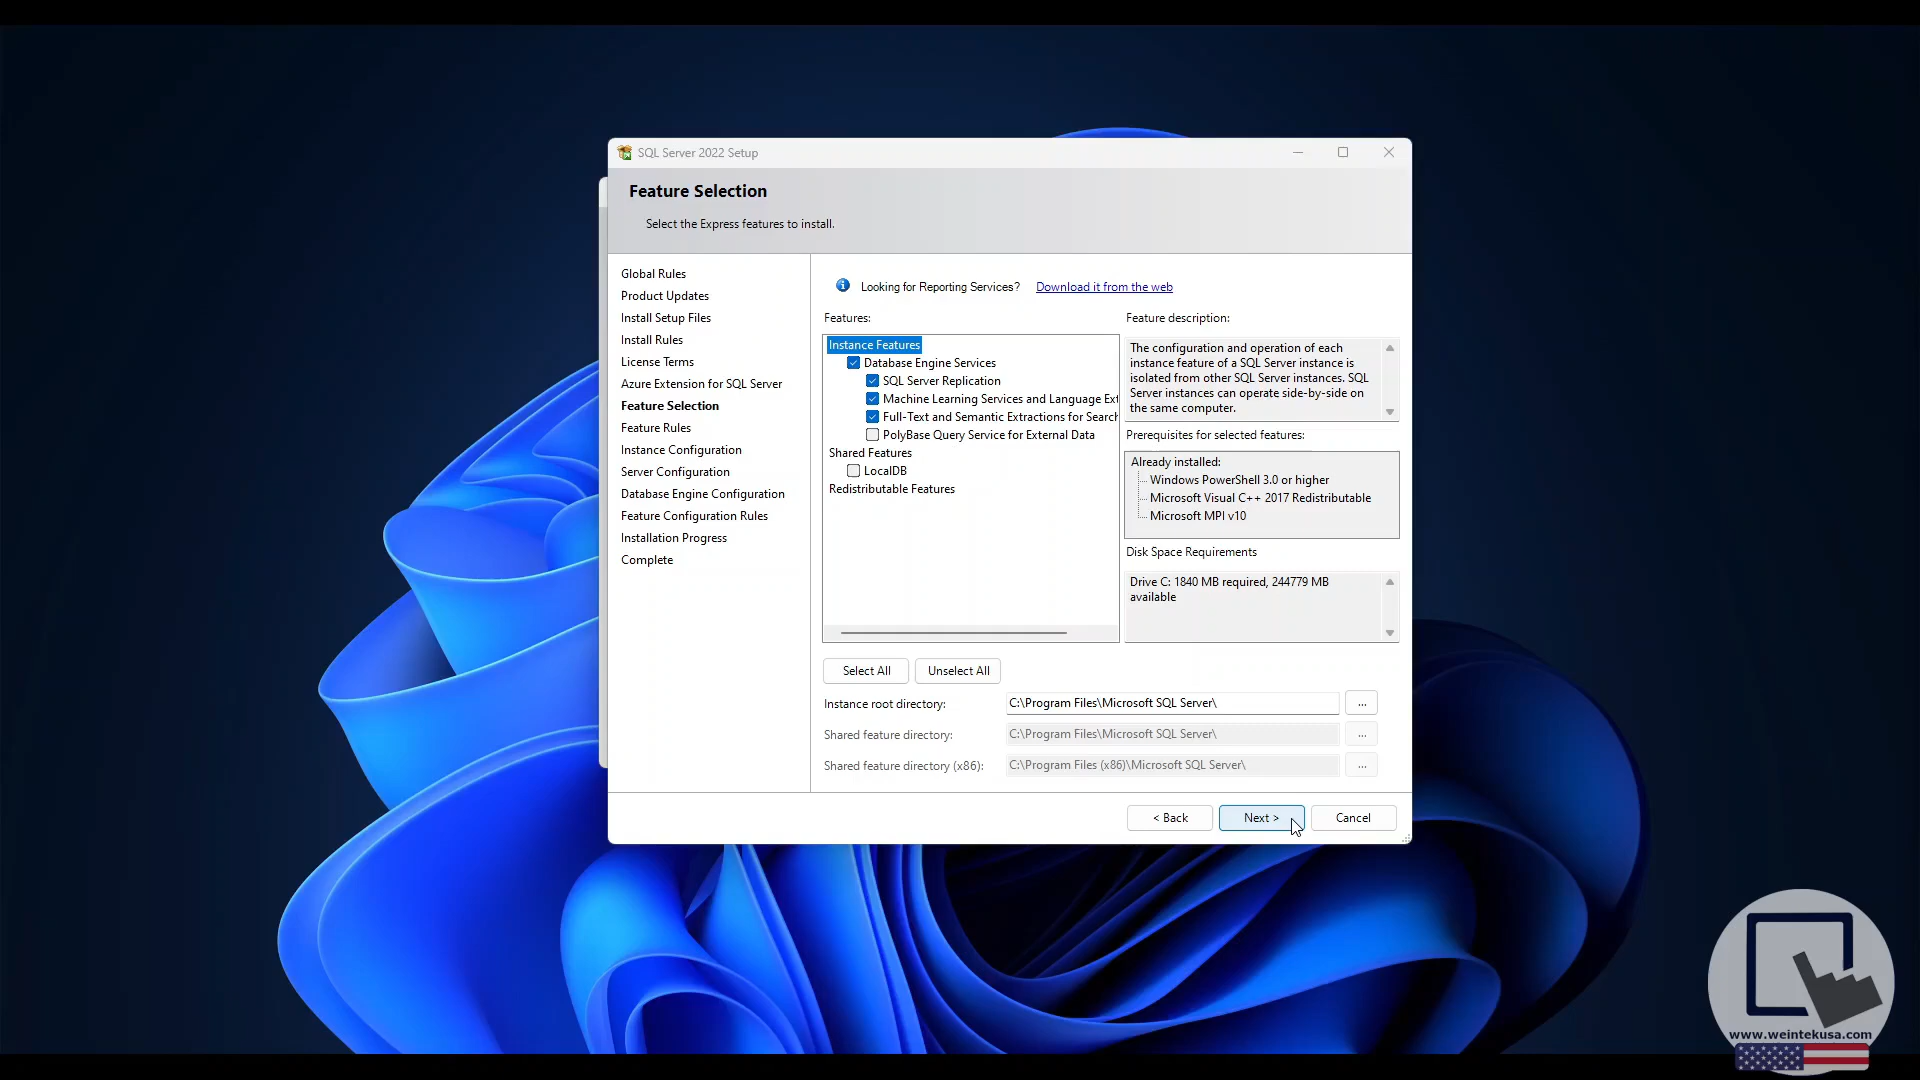 SQL Server 2022 Setup
Feature Selection
Select the Express features to install.
Global Rules
Product Updates
Install Setup Files
Install Rules
License Terms
Azure Extension for SQL Server
Feature Selection
Feature Rules
Instance Configuration
Server Configuration
Database Engine Configuration
Feature Configuration Rules
Installation Progress
Complete
Looking for Reporting Services? Download it from the web
Features:
Instance Features
Database Engine Services
SQL Server Replication
Machine Learning Services and Language Ext
Full-Text and Semantic Extractions for Search
PolyBase Query Service for External Data
Shared Features
LocalDB
Redistributable Features
Feature description:
The configuration and operation of each
instance feature of a SQL Server instance is
isolated from other SQL Server instances. SQL
Server instances can operate side-by-side on
the same computer.
Prerequisites for selected features:
Already installed:
Windows PowerShell 3.0 or higher
Microsoft Visual C++ 2017 Redistributable
Microsoft MPI v10
Disk Space Requirements
Drive C: 1840 MB required, 244779 MB
available
Select All Unselect All
Instance root directory: C:\Program Files\Microsoft SQL Server\ ...
Shared feature directory: C:\Program Files\Microsoft SQL Server\ ...
Shared feature directory (x86): C:\Program Files (x86)\Microsoft SQL Server\ ...
< Back Next > Cancel
www.weintekusa.com